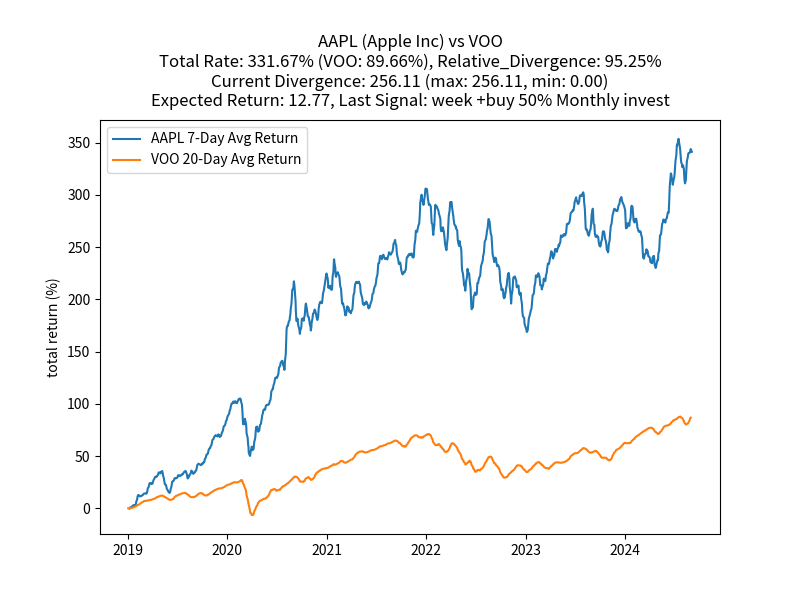 AAPL (Apple Inc) vs VOO
Total Rate: 331.67% (VOO: 89.66%), Relative_Divergence: 95.25%
Current Divergence: 256.11 (max: 256.11, min: 0.00)
Expected Return: 12.77, Last Signal: week +buy 50% Monthly invest
AAPL 7-Day Avg Return
VOO 20-Day Avg Return
total return (%)
350
300
250
200
150
100
50
0
2019
2020
2021
2022
2023
2024